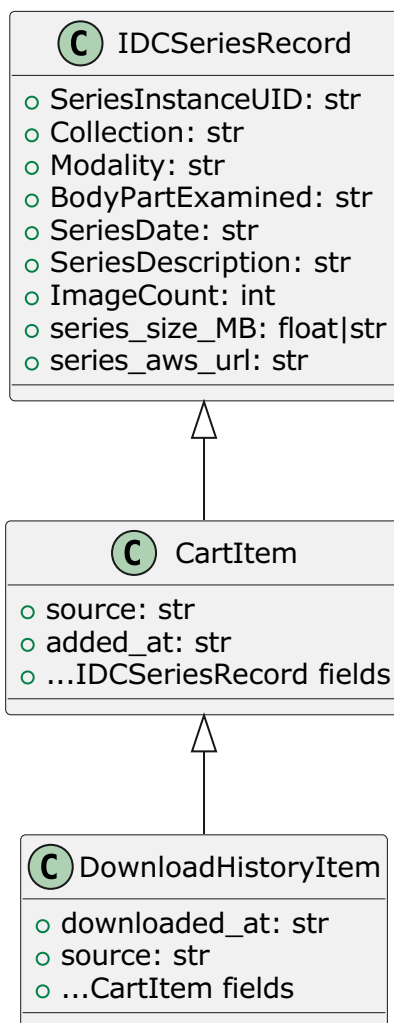 C IDCSeriesRecord
SeriesInstanceUID: str
Collection: str
Modality: str
BodyPartExamined: str
SeriesDate: str
SeriesDescription: str
ImageCount: int
series_size_MB: float|str
series_aws_url: str
C CartItem
source: str
added_at: str
...IDCSeriesRecord fields
C DownloadHistoryItem
downloaded_at: str
source: str
...CartItem fields